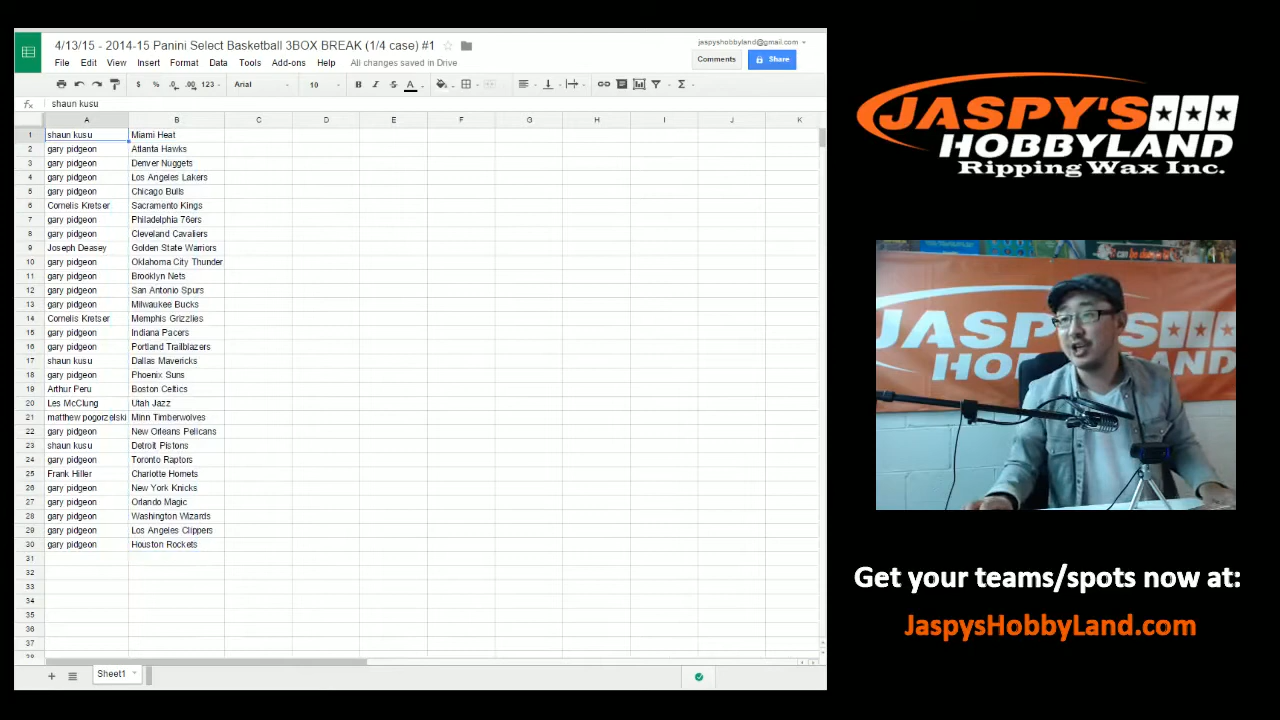 4/13/15 - 2014-15 Panini Select Basketball 3BOX BREAK (1/4 case) #1
jaspyshobbyland@gmail.com
File Edit View Insert Format Data Tools Add-ons Help All changes saved in Drive
Comments Share
$ % .0 .00 123 Arial 10 B I S A Σ
fx shaun kusu
A B C D E F G H I J K
1 shaun kusu Miami Heat
2 gary pidgeon Atlanta Hawks
3 gary pidgeon Denver Nuggets
4 gary pidgeon Los Angeles Lakers
5 gary pidgeon Chicago Bulls
6 Cornelis Kretser Sacramento Kings
7 gary pidgeon Philadelphia 76ers
8 gary pidgeon Cleveland Cavaliers
9 Joseph Deasey Golden State Warriors
10 gary pidgeon Oklahoma City Thunder
11 gary pidgeon Brooklyn Nets
12 gary pidgeon San Antonio Spurs
13 gary pidgeon Milwaukee Bucks
14 Cornelis Kretser Memphis Grizzlies
15 gary pidgeon Indiana Pacers
16 gary pidgeon Portland Trailblazers
17 shaun kusu Dallas Mavericks
18 gary pidgeon Phoenix Suns
19 Arthur Peru Boston Celtics
20 Les McClung Utah Jazz
21 matthew pogorzelski Minn Timberwolves
22 gary pidgeon New Orleans Pelicans
23 shaun kusu Detroit Pistons
24 gary pidgeon Toronto Raptors
25 Frank Hiller Charlotte Hornets
26 gary pidgeon New York Knicks
27 gary pidgeon Orlando Magic
28 gary pidgeon Washington Wizards
29 gary pidgeon Los Angeles Clippers
30 gary pidgeon Houston Rockets
31
32
33
34
35
36
37
38
Sheet1
JASPY'S
HOBBYLAND
Ripping Wax Inc.
JASPY'S
Get your teams/spots now at:
JaspysHobbyLand.com